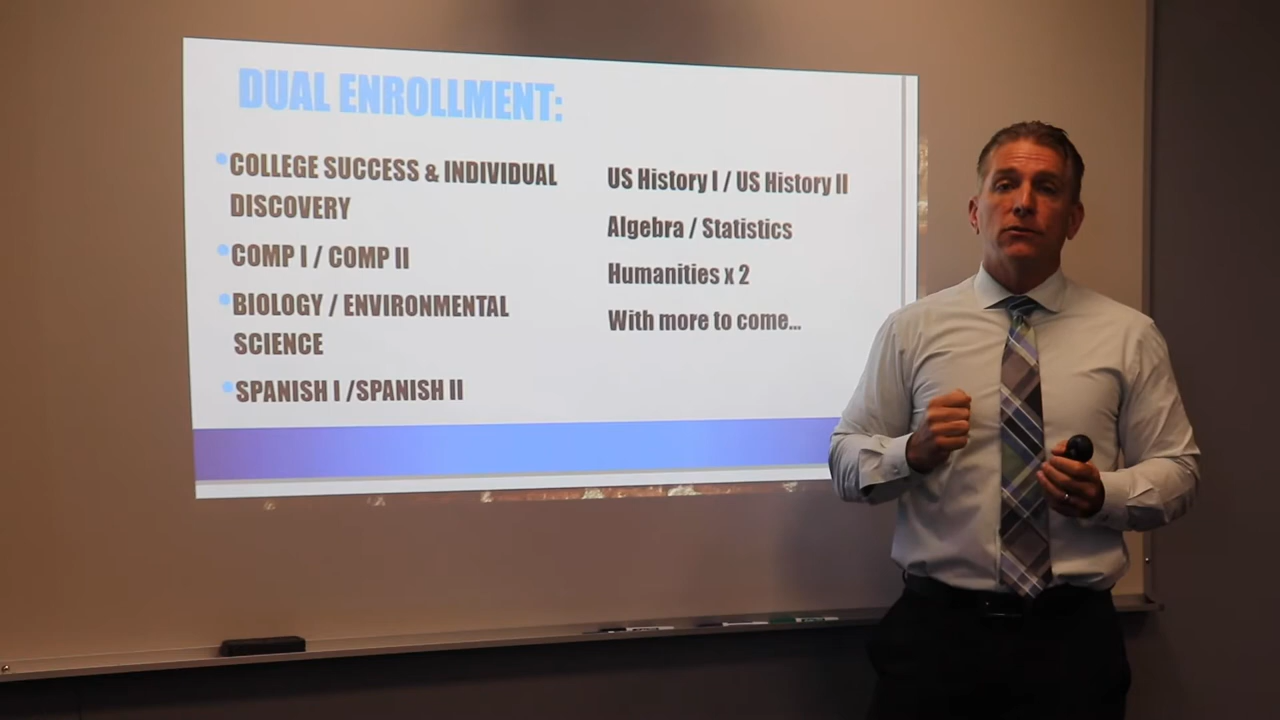 DUAL ENROLLMENT:
•COLLEGE SUCCESS & INDIVIDUAL
DISCOVERY
•COMP I / COMP II
•BIOLOGY / ENVIRONMENTAL
SCIENCE
•SPANISH I /SPANISH II
US History I / US History II
Algebra / Statistics
Humanities x 2
With more to come...